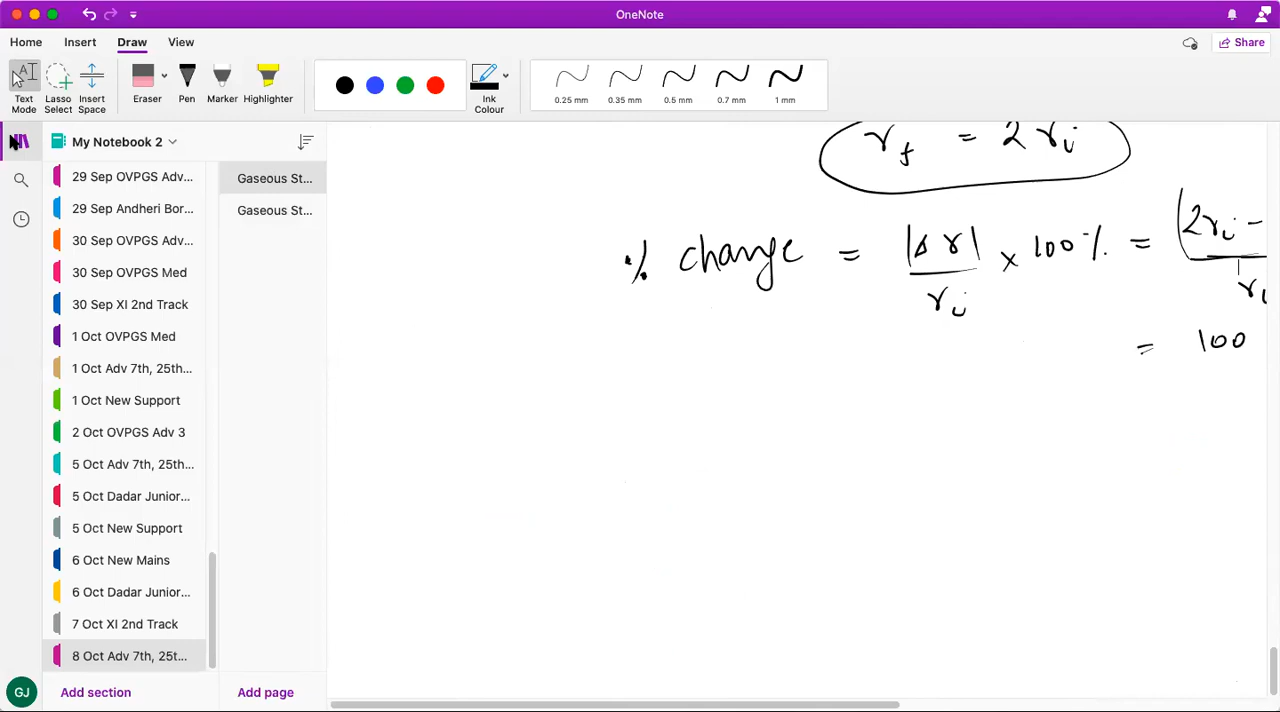 OneNote
Home Insert Draw View
Share
Text Mode
Lasso Select
Insert Space
Eraser
Pen
Marker
Highlighter
Ink Colour
0.25 mm 0.35 mm 0.5 mm 0.7 mm 1 mm
My Notebook 2
29 Sep OVPGS Adv...
29 Sep Andheri Bor...
30 Sep OVPGS Adv...
30 Sep OVPGS Med
30 Sep XI 2nd Track
1 Oct OVPGS Med
1 Oct Adv 7th, 25th...
1 Oct New Support
2 Oct OVPGS Adv 3
5 Oct Adv 7th, 25th...
5 Oct Dadar Junior...
5 Oct New Support
6 Oct New Mains
6 Oct Dadar Junior...
7 Oct XI 2nd Track
8 Oct Adv 7th, 25t...
Add section
GJ
Gaseous St...
Gaseous St...
Add page
r_f = 2 r_i
% change = |Δr| / r_i × 100% = |2r_i -
= 100